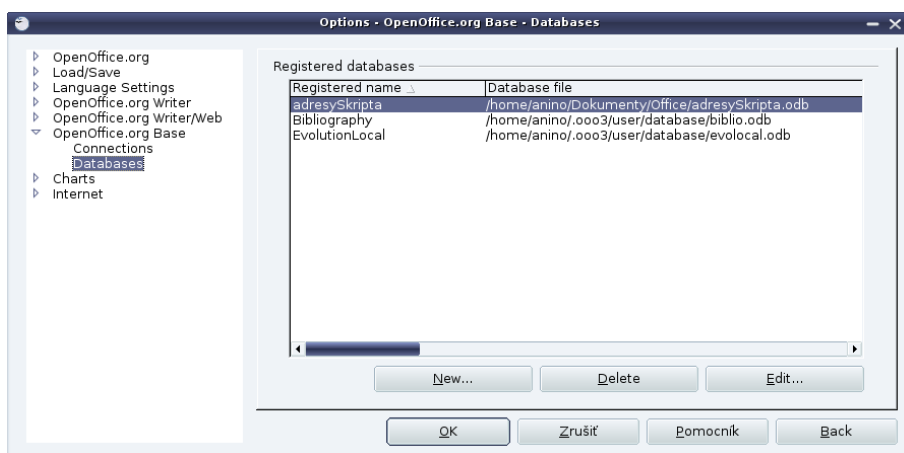 Options - OpenOffice.org Base - Databases
OpenOffice.org
Load/Save
Language Settings
OpenOffice.org Writer
OpenOffice.org Writer/Web
OpenOffice.org Base
Connections
Databases
Charts
Internet
Registered databases
Registered name Database file
adresySkripta /home/anino/Dokumenty/Office/adresySkripta.odb
Bibliography /home/anino/.ooo3/user/database/biblio.odb
EvolutionLocal /home/anino/.ooo3/user/database/evolocal.odb
New... Delete Edit...
OK Zrušiť Pomocník Back